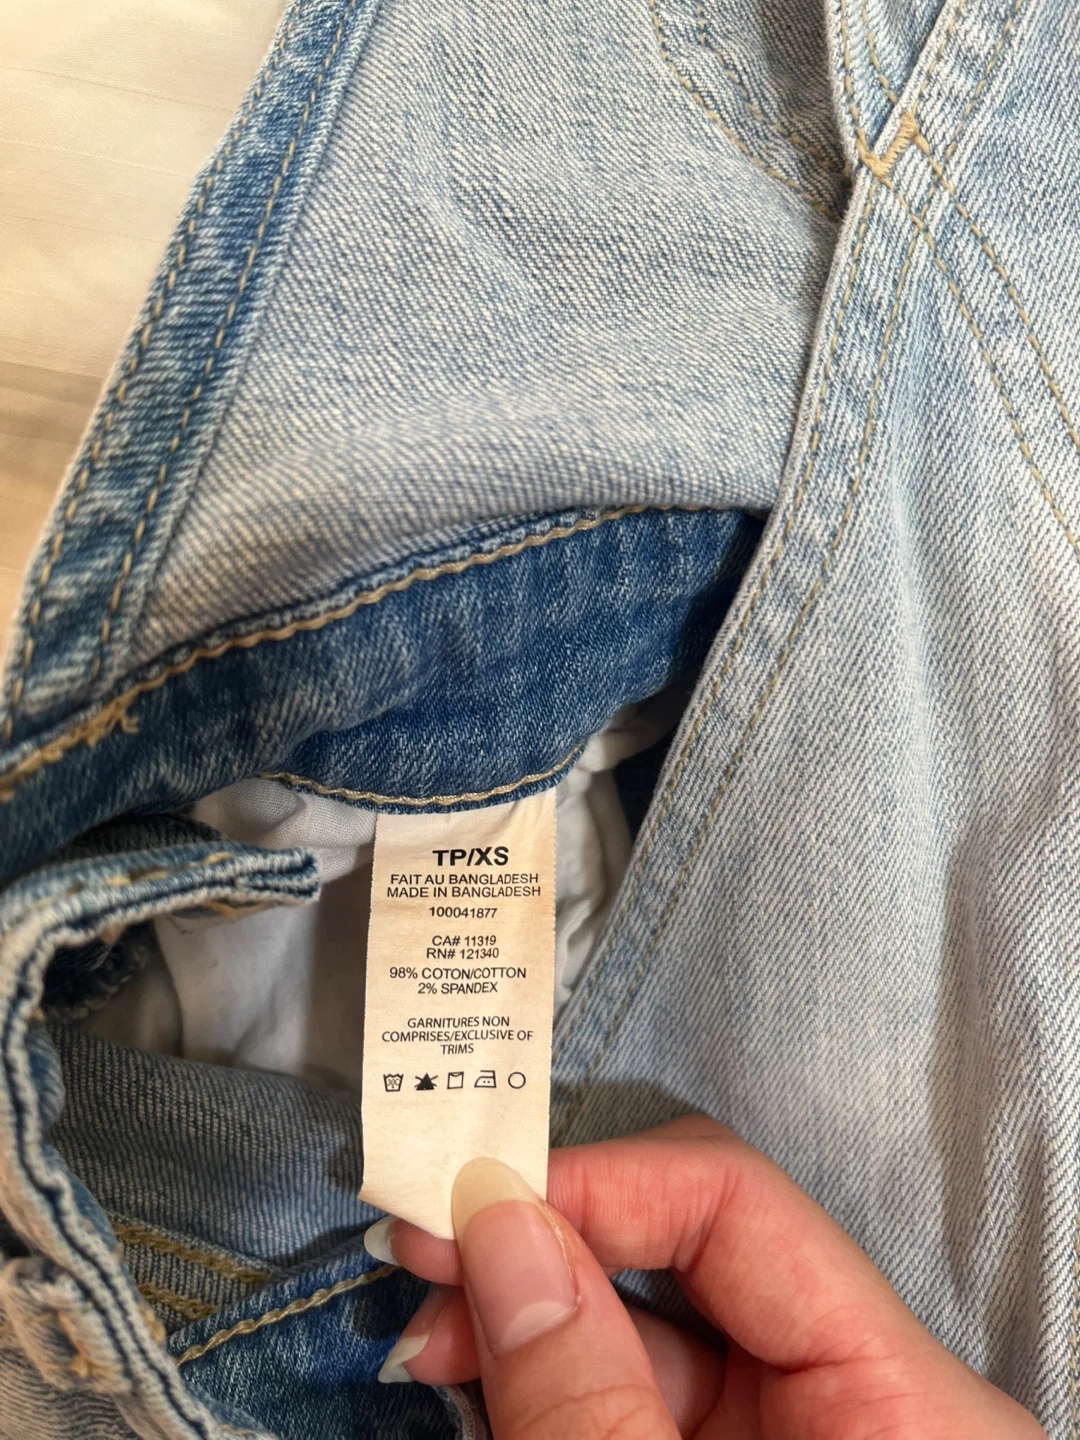 TP/XS
FAIT AU BANGLADESH
MADE IN BANGLADESH
100041877
CA# 11319
RN# 121340
98% COTON/COTTON
2% SPANDEX
GARNITURES NON
COMPRISES/EXCLUSIVE OF
TRIMS
30C